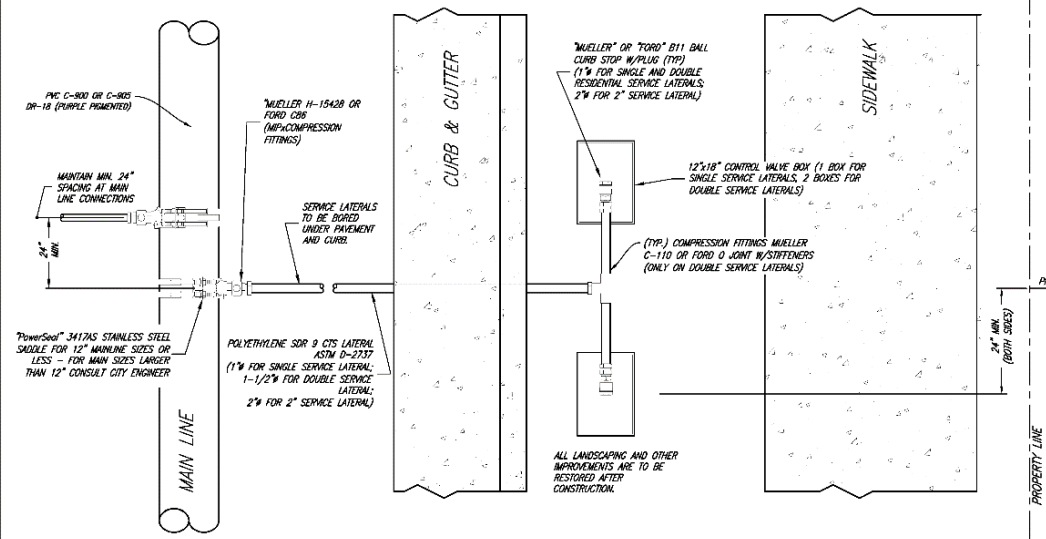 PVC C-900 OR C-905
DR-18 (PURPLE PIGMENTED)
"MUELLER H-15428 OR
FORD C86
(MIPxCOMPRESSION
FITTINGS)
MAINTAIN MIN. 24"
SPACING AT MAIN
LINE CONNECTIONS
24"
MIN.
SERVICE LATERALS
TO BE BORED
UNDER PAVEMENT
AND CURB.
"PowerSeal" 3417AS STAINLESS STEEL
SADDLE FOR 12" MAINLINE SIZES OR
LESS - FOR MAIN SIZES LARGER
THAN 12" CONSULT CITY ENGINEER
POLYETHYLENE SDR 9 CTS LATERAL
ASTM D-2737
(1"ø FOR SINGLE SERVICE LATERAL;
1-1/2"ø FOR DOUBLE SERVICE
LATERAL;
2"ø FOR 2" SERVICE LATERAL)
MAIN LINE
CURB & GUTTER
"MUELLER" OR "FORD" B11 BALL
CURB STOP W/PLUG (TYP)
(1"ø FOR SINGLE AND DOUBLE
RESIDENTIAL SERVICE LATERALS;
2"ø FOR 2" SERVICE LATERAL)
12"x18" CONTROL VALVE BOX (1 BOX FOR
SINGLE SERVICE LATERALS, 2 BOXES FOR
DOUBLE SERVICE LATERALS)
(TYP.) COMPRESSION FITTINGS MUELLER
C-110 OR FORD Q JOINT W/STIFFENERS
(ONLY ON DOUBLE SERVICE LATERALS)
ALL LANDSCAPING AND OTHER
IMPROVEMENTS ARE TO BE
RESTORED AFTER
CONSTRUCTION.
SIDEWALK
24" MIN.
(BOTH SIDES)
PROPERTY LINE